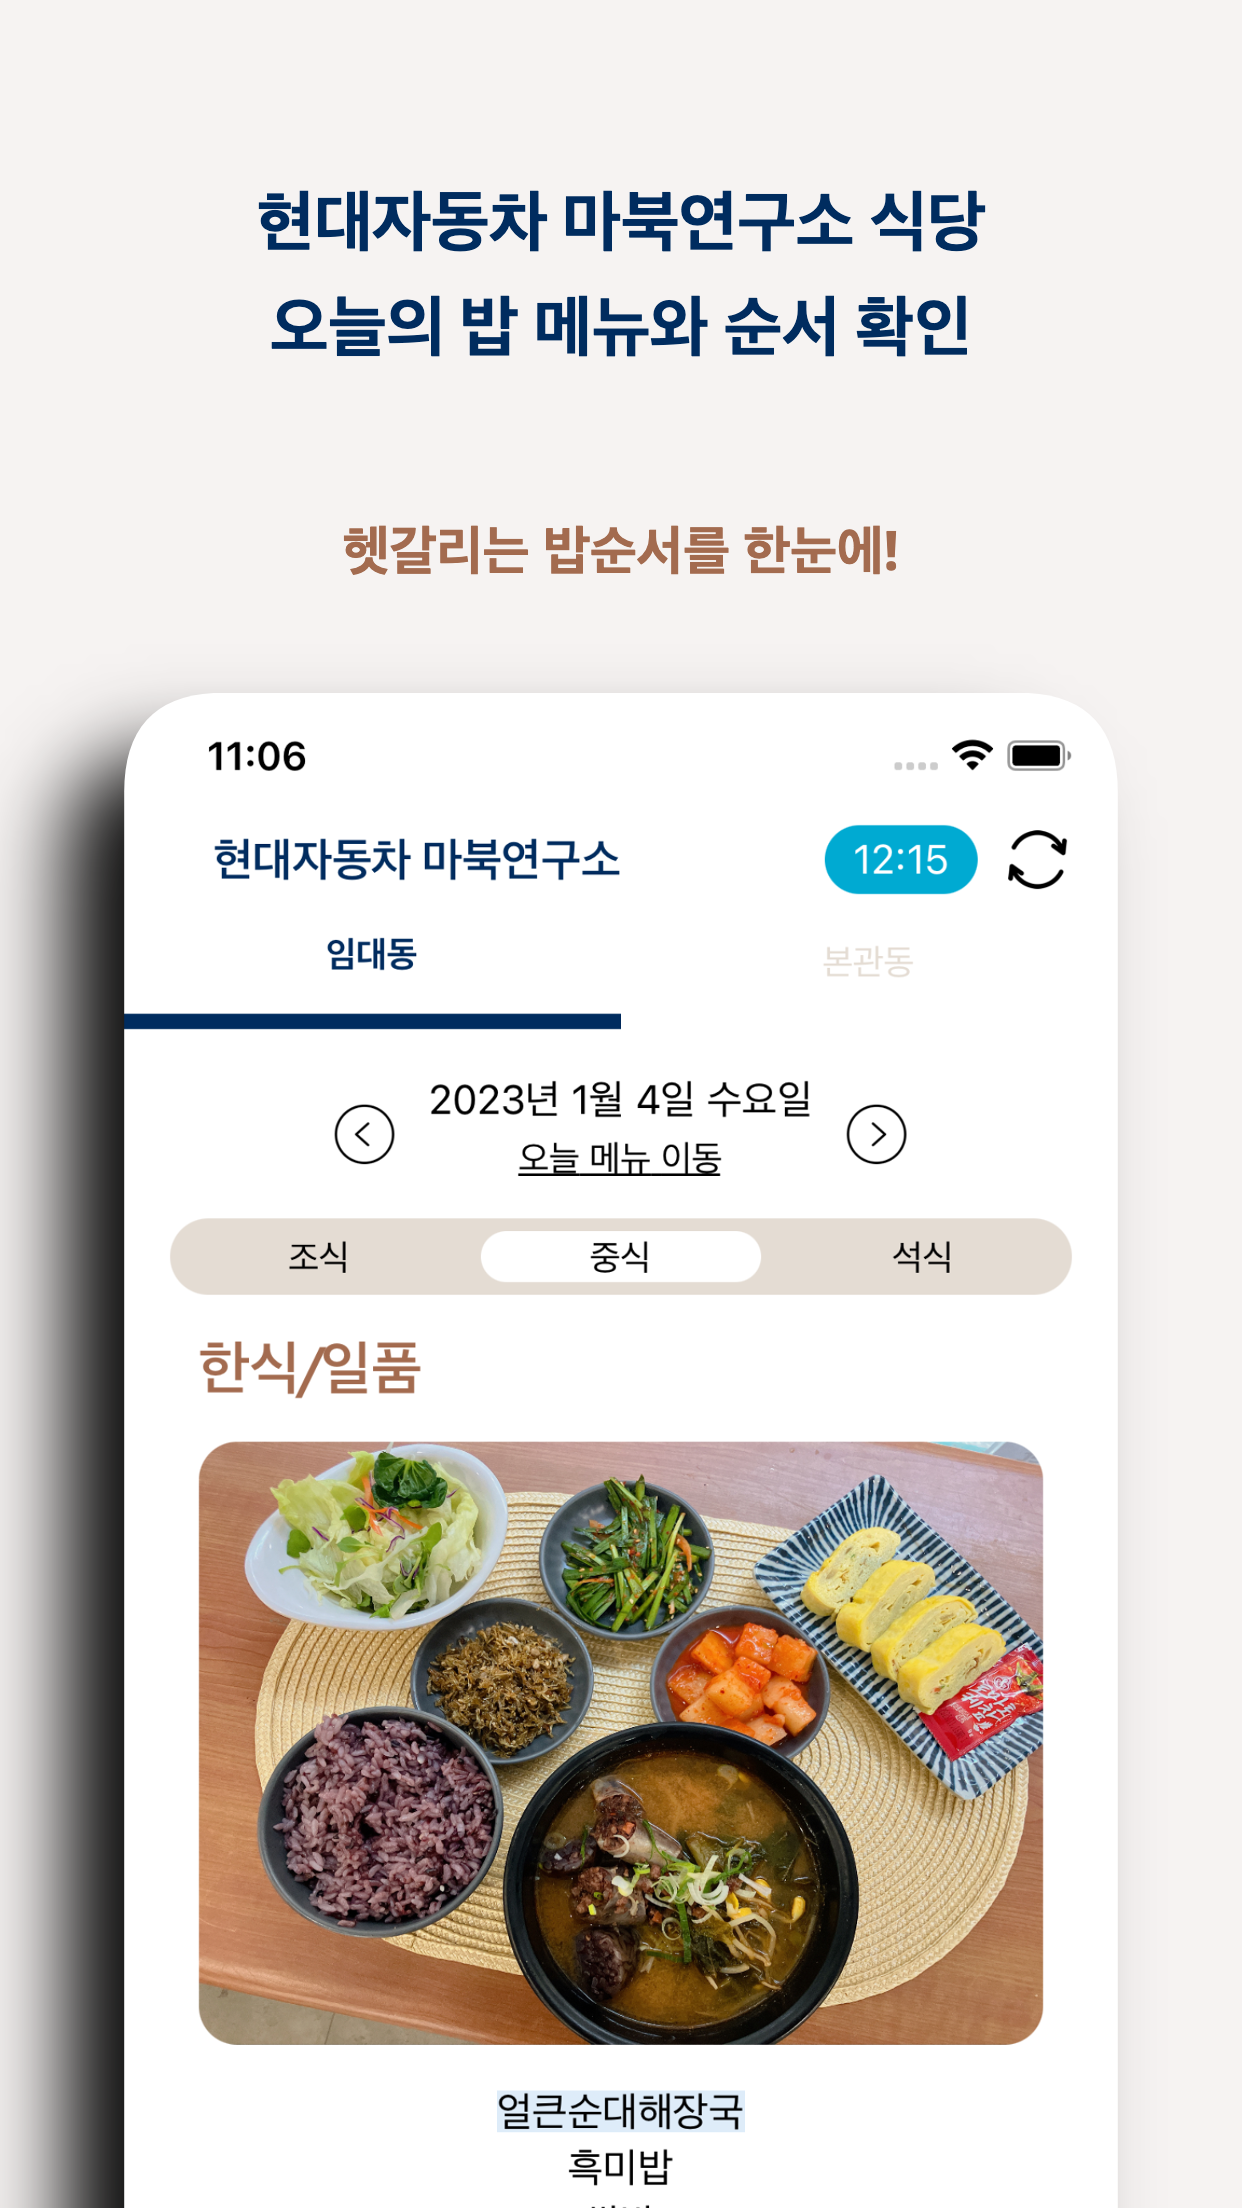 현대자동차 마북연구소 식당
오늘의 밥 메뉴와 순서 확인
헷갈리는 밥순서를 한눈에!
11:06
현대자동차 마북연구소
12:15
임대동
본관동
2023년 1월 4일 수요일
오늘 메뉴 이동
조식
중식
석식
한식/일품
얼큰순대해장국
흑미밥